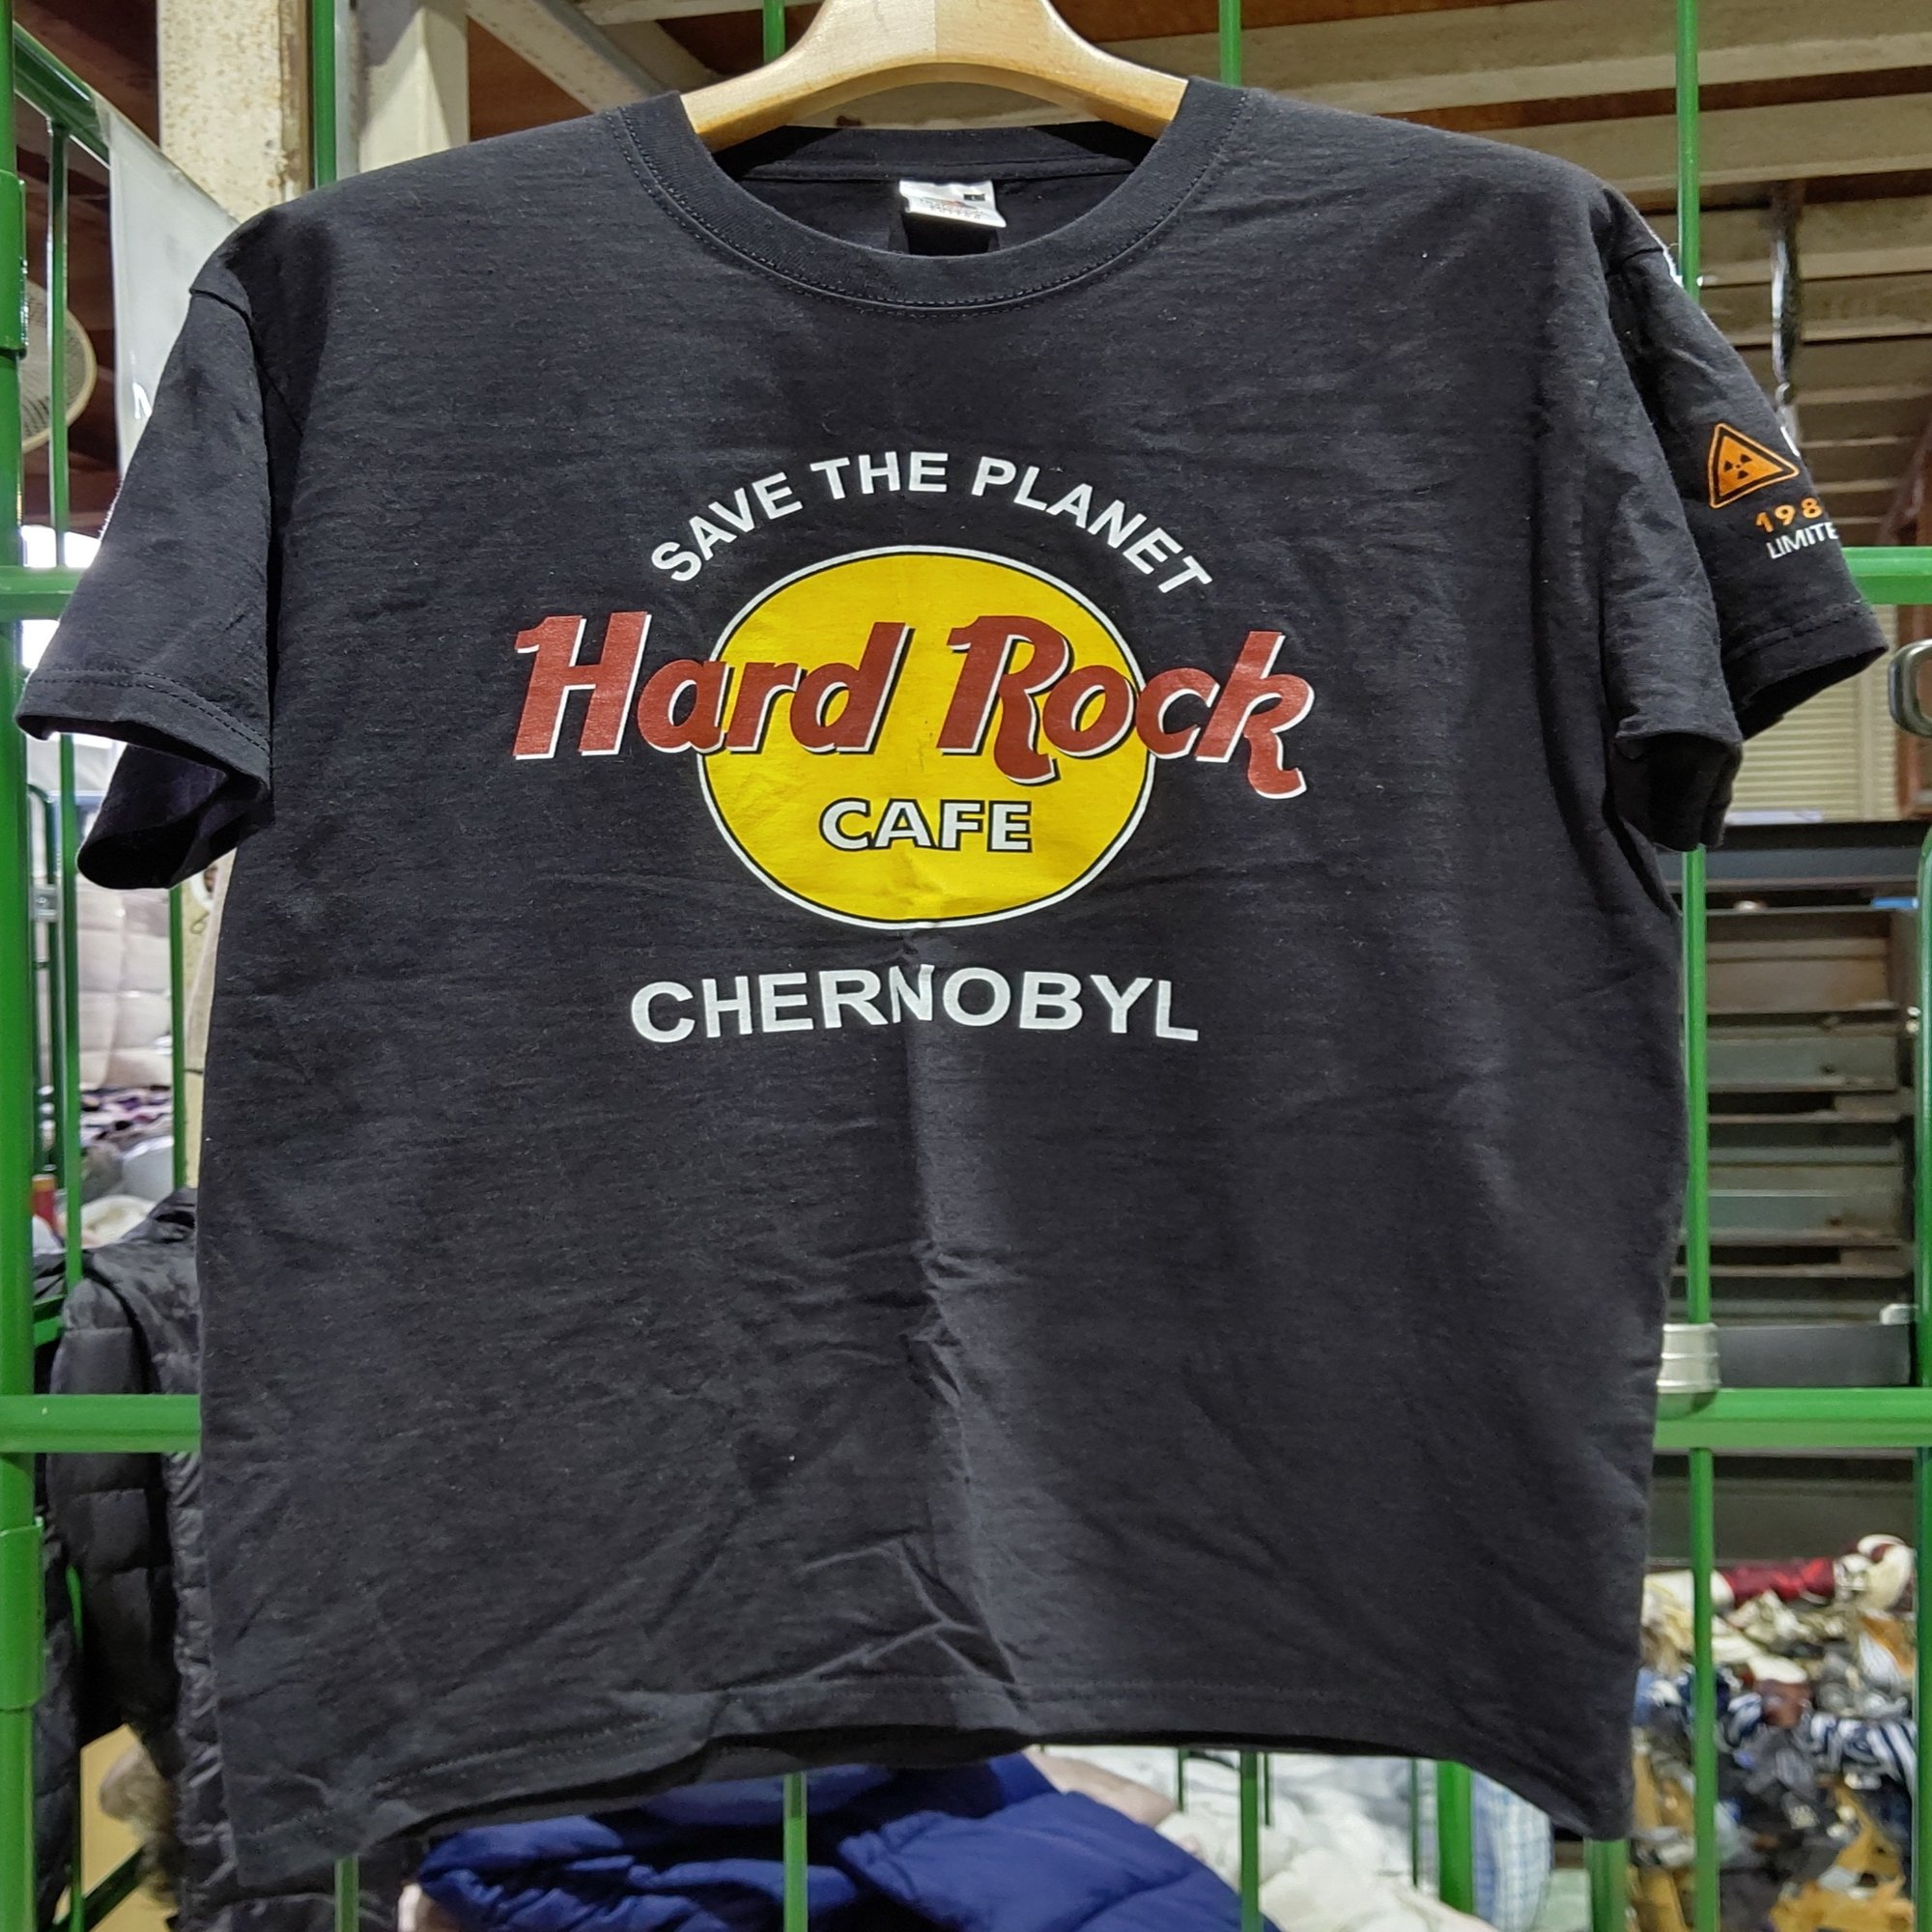 SAVE THE PLANET
Hard Rock
CAFE
CHERNOBYL
198
LIMITE